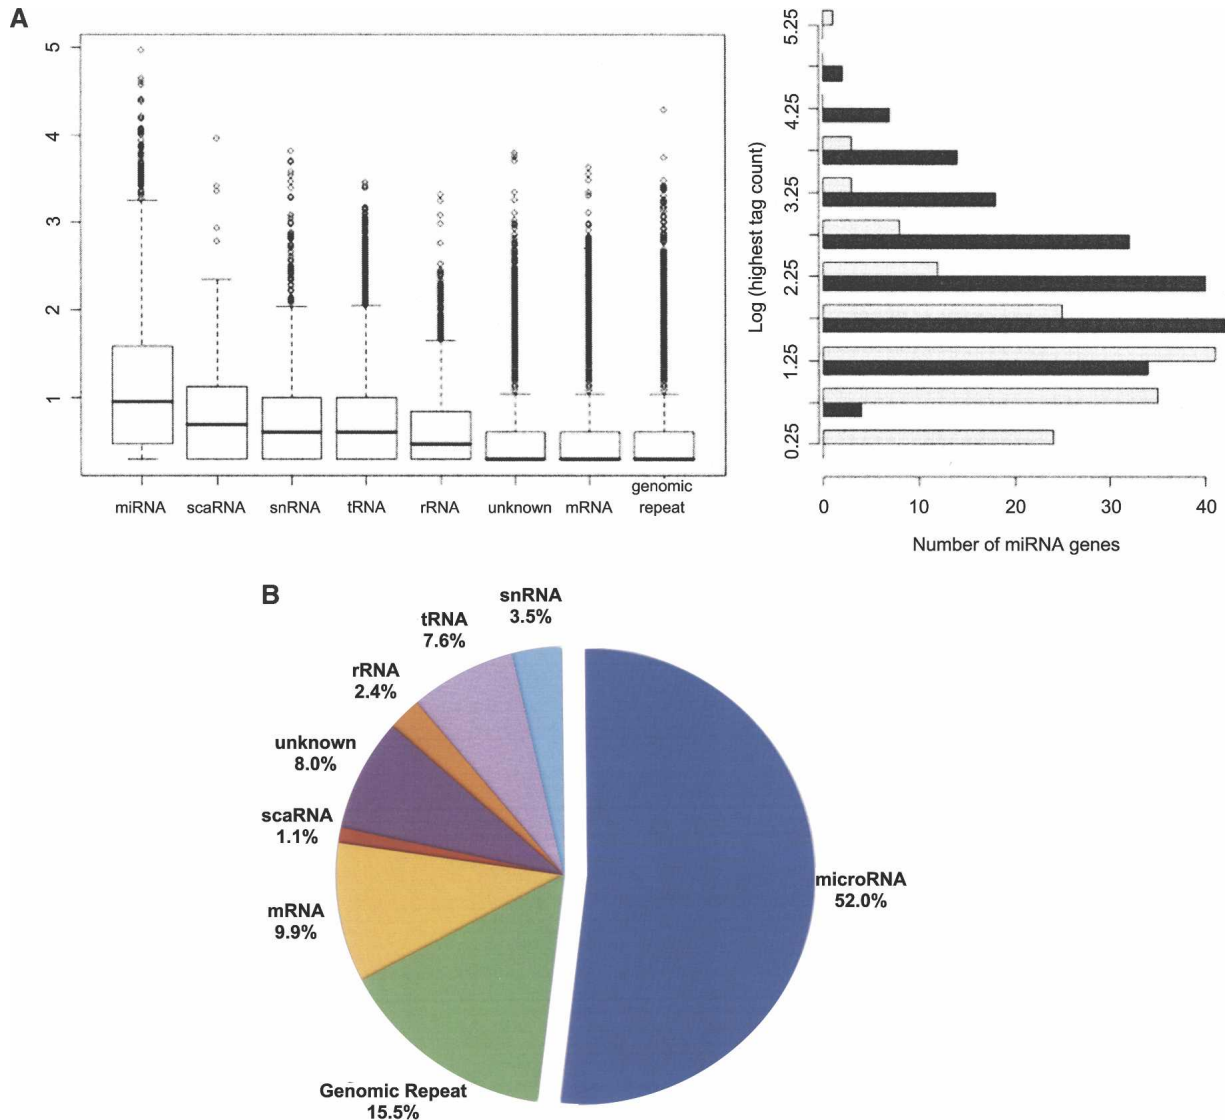 A
5
4
3
2
1
miRNA
scaRNA
snRNA
tRNA
rRNA
unknown
mRNA
genomic
repeat
Log (highest tag count)
5.25
4.25
3.25
2.25
1.25
0.25
0
10
20
30
40
Number of miRNA genes
B
snRNA
3.5%
tRNA
7.6%
rRNA
2.4%
unknown
8.0%
scaRNA
1.1%
mRNA
9.9%
microRNA
52.0%
Genomic Repeat
15.5%